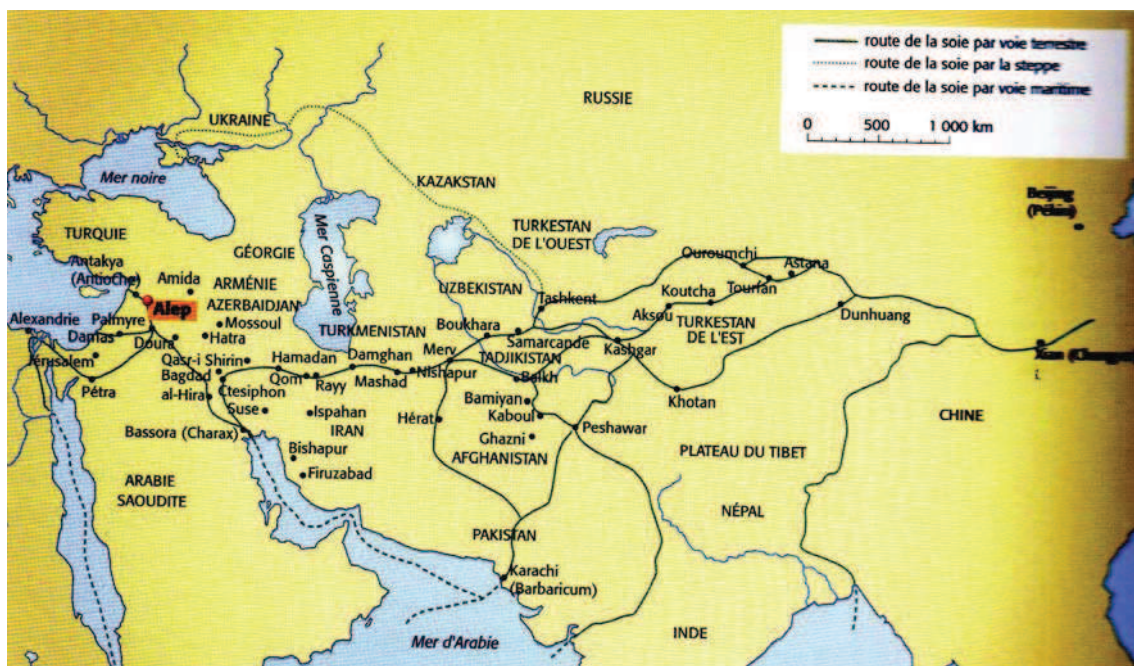 route de la soie par voie terrestre
route de la soie par la steppe
route de la soie par voie maritime
0 500 1 000 km
RUSSIE
UKRAINE
KAZAKSTAN
Mer noire
Mer Caspienne
TURKESTAN
DE L'OUEST
Beijing
(Pékin)
TURQUIE
GÉORGIE
Antakya
(Antioche)
Amida
ARMÉNIE
AZERBAIDJAN
Alep
UZBEKISTAN
Tashkent
Ouroumchi
Astana
Tourfan
Koutcha
Aksou
TURKESTAN
DE L'EST
Dunhuang
Alexandrie
Palmyre
Damas
Doura
Mossoul
Hatra
TURKMENISTAN
Boukhara
Samarcande
Kashgar
Merv
TADJIKISTAN
Jérusalem
Qasr-i Shirin
Hamadan
Damghan
Nishapur
Balkh
Xian
Pétra
Bagdad
Ctesiphon
Qom
Rayy
Mashad
al-Hira
Suse
Ispahan
IRAN
Hérat
Bamiyan
Kaboul
Khotan
CHINE
Bassora (Charax)
Ghazni
AFGHANISTAN
Peshawar
PLATEAU DU TIBET
Bishapur
Firuzabad
ARABIE
SAOUDITE
NÉPAL
PAKISTAN
Karachi
(Barbaricum)
Mer d'Arabie
INDE